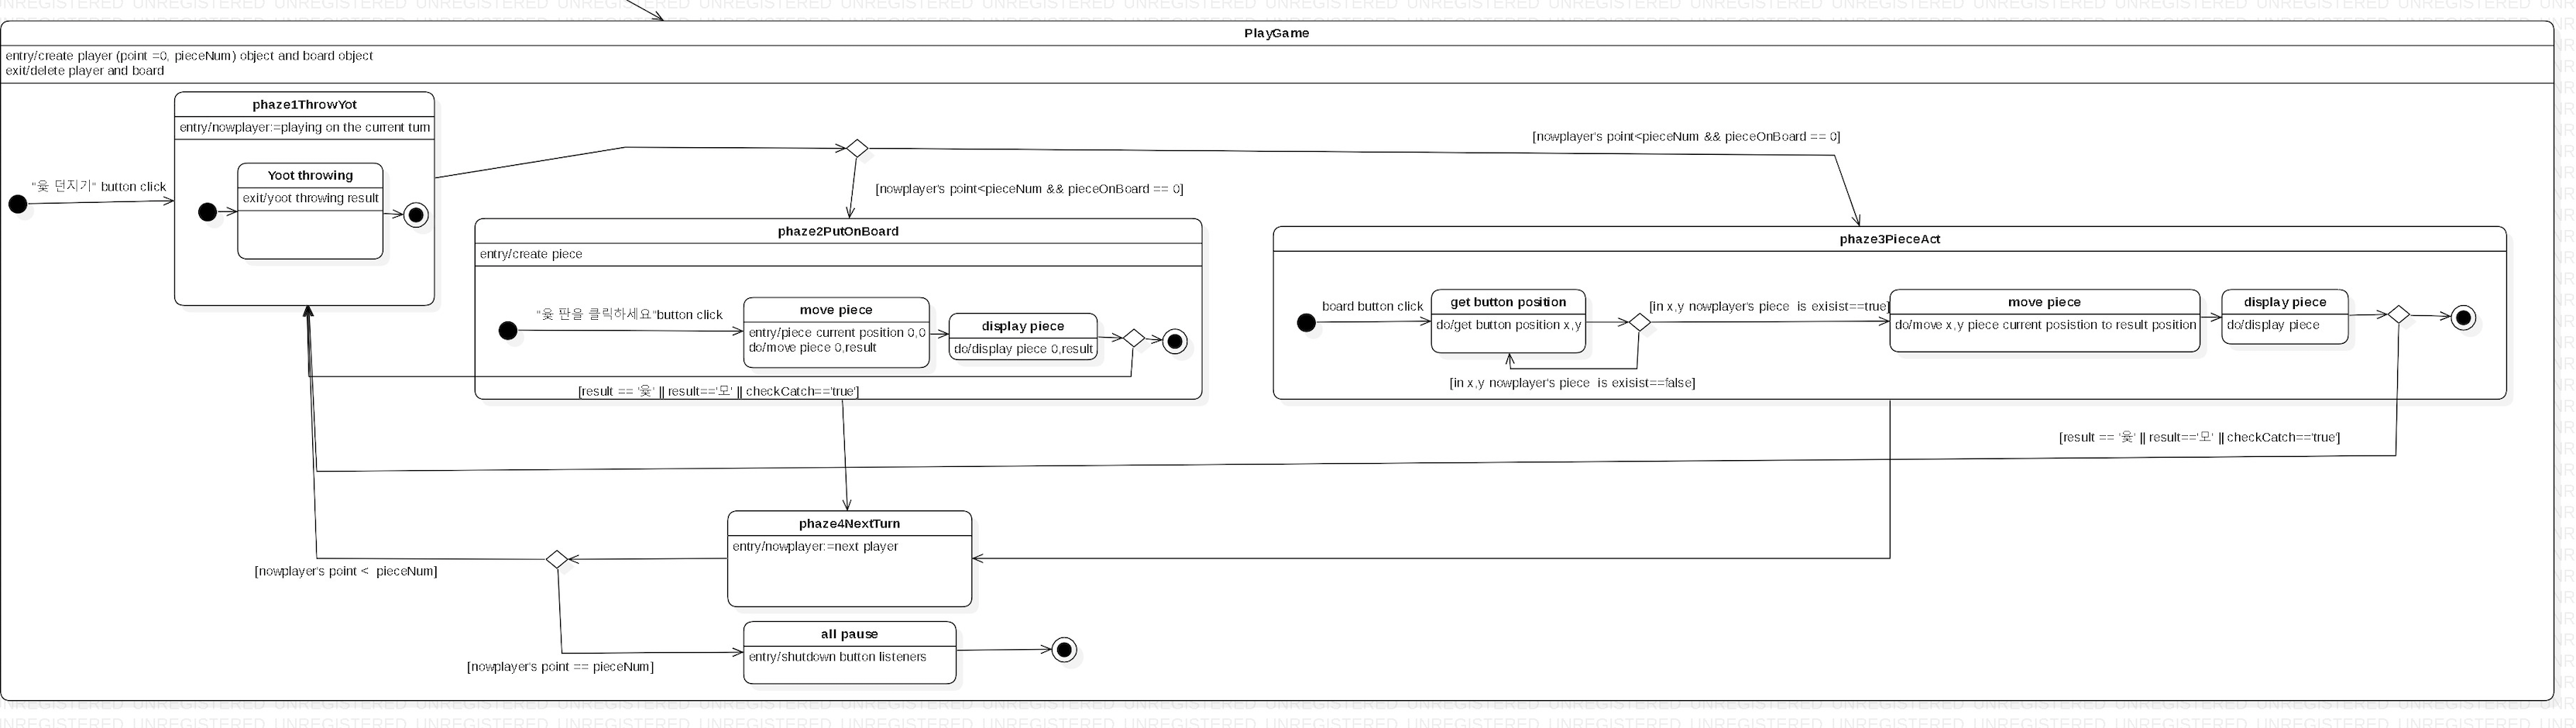 PlayGame
entry/create player (point =0, pieceNum) object and board object
exit/delete player and board
phaze1ThrowYot
entry/nowplayer:=playing on the current turn
"윷 던지기" button click
Yoot throwing
exit/yoot throwing result
[nowplayer's point<pieceNum && pieceOnBoard == 0]
[nowplayer's point<pieceNum && pieceOnBoard == 0]
phaze2PutOnBoard
entry/create piece
"윷 판을 클릭하세요"button click
move piece
entry/piece current position 0,0
do/move piece 0,result
display piece
do/display piece 0,result
[result == '윷' || result=='모' || checkCatch=='true']
phaze3PieceAct
board button click
get button position
do/get button position x,y
[in x,y nowplayer's piece  is exisist==true]
[in x,y nowplayer's piece  is exisist==false]
move piece
do/move x,y piece current posistion to result position
display piece
do/display piece
[result == '윷' || result=='모' || checkCatch=='true']
phaze4NextTurn
entry/nowplayer:=next player
[nowplayer's point <  pieceNum]
[nowplayer's point == pieceNum]
all pause
entry/shutdown button listeners
UNREGISTERED